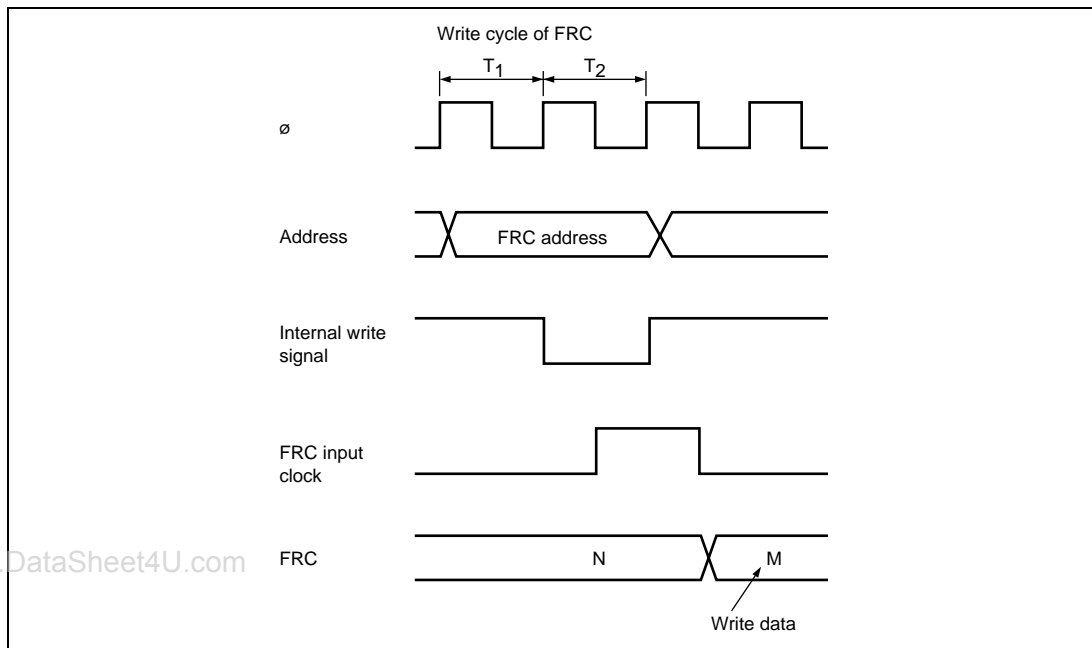 Write cycle of FRC
T1 T2
ø
Address
FRC address
Internal write
signal
FRC input
clock
FRC
N
M
Write data
.DataSheet4U.com